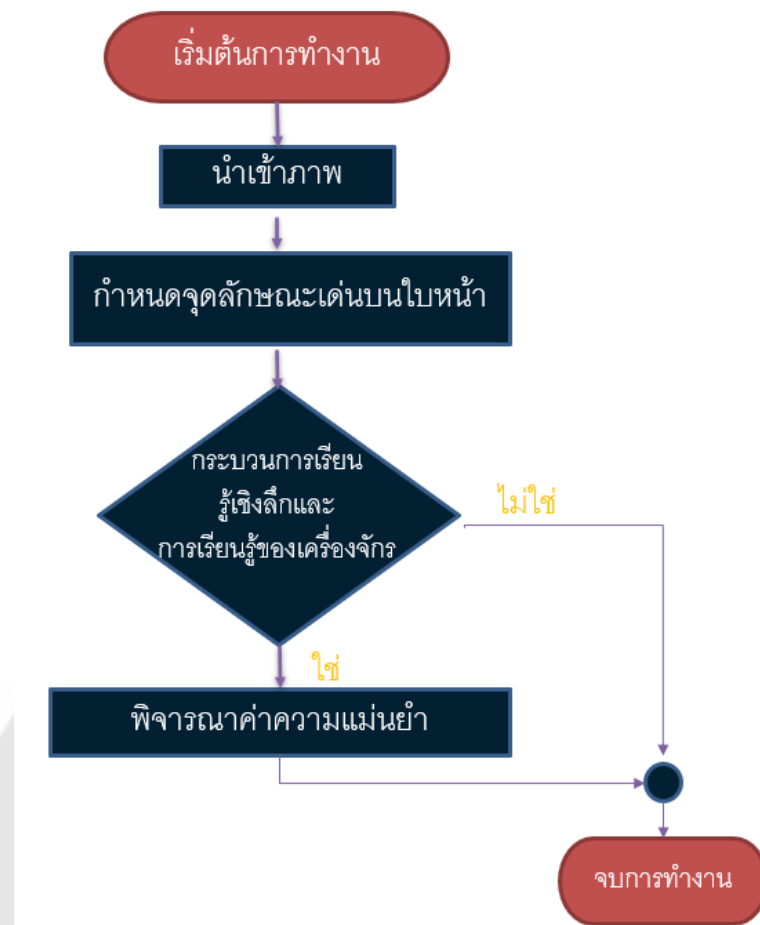 เริ่มต้นการทำงาน
นำเข้าภาพ
กำหนดจุดลักษณะเด่นบนใบหน้า
กระบวนการเรียน
รู้เชิงลึกและ
การเรียนรู้ของเครื่องจักร
ไม่ใช่
ใช่
พิจารณาค่าความแม่นยำ
จบการทำงาน